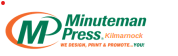 Minuteman
Press® Kilmarnock
WE DESIGN, PRINT & PROMOTE...YOU!